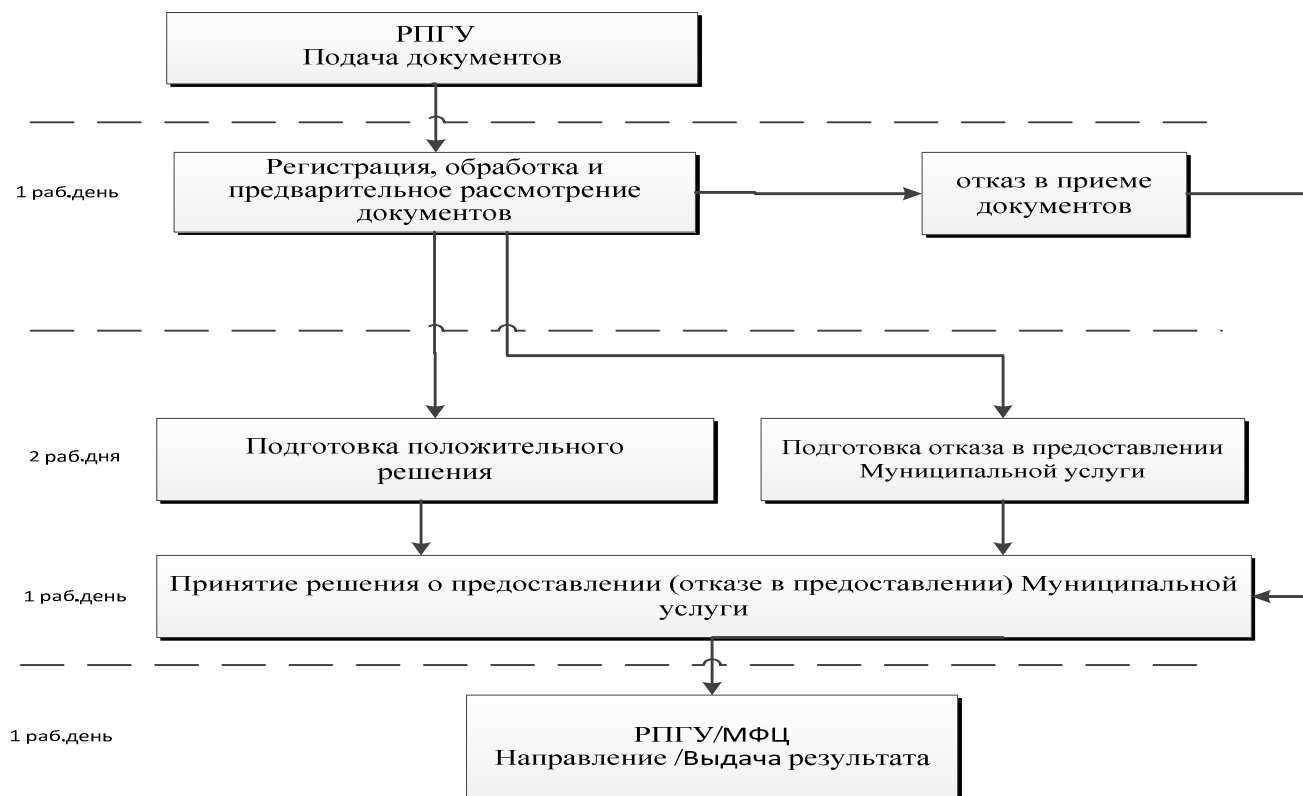 РПГУ
Подача документов
1 раб.день
Регистрация, обработка и
предварительное рассмотрение
документов
отказ в приеме
документов
2 раб.дня
Подготовка положительного
решения
Подготовка отказа в предоставлении
Муниципальной услуги
1 раб.день
Принятие решения о предоставлении (отказе в предоставлении) Муниципальной
услуги
1 раб.день
РПГУ/МФЦ
Направление /Выдача результата